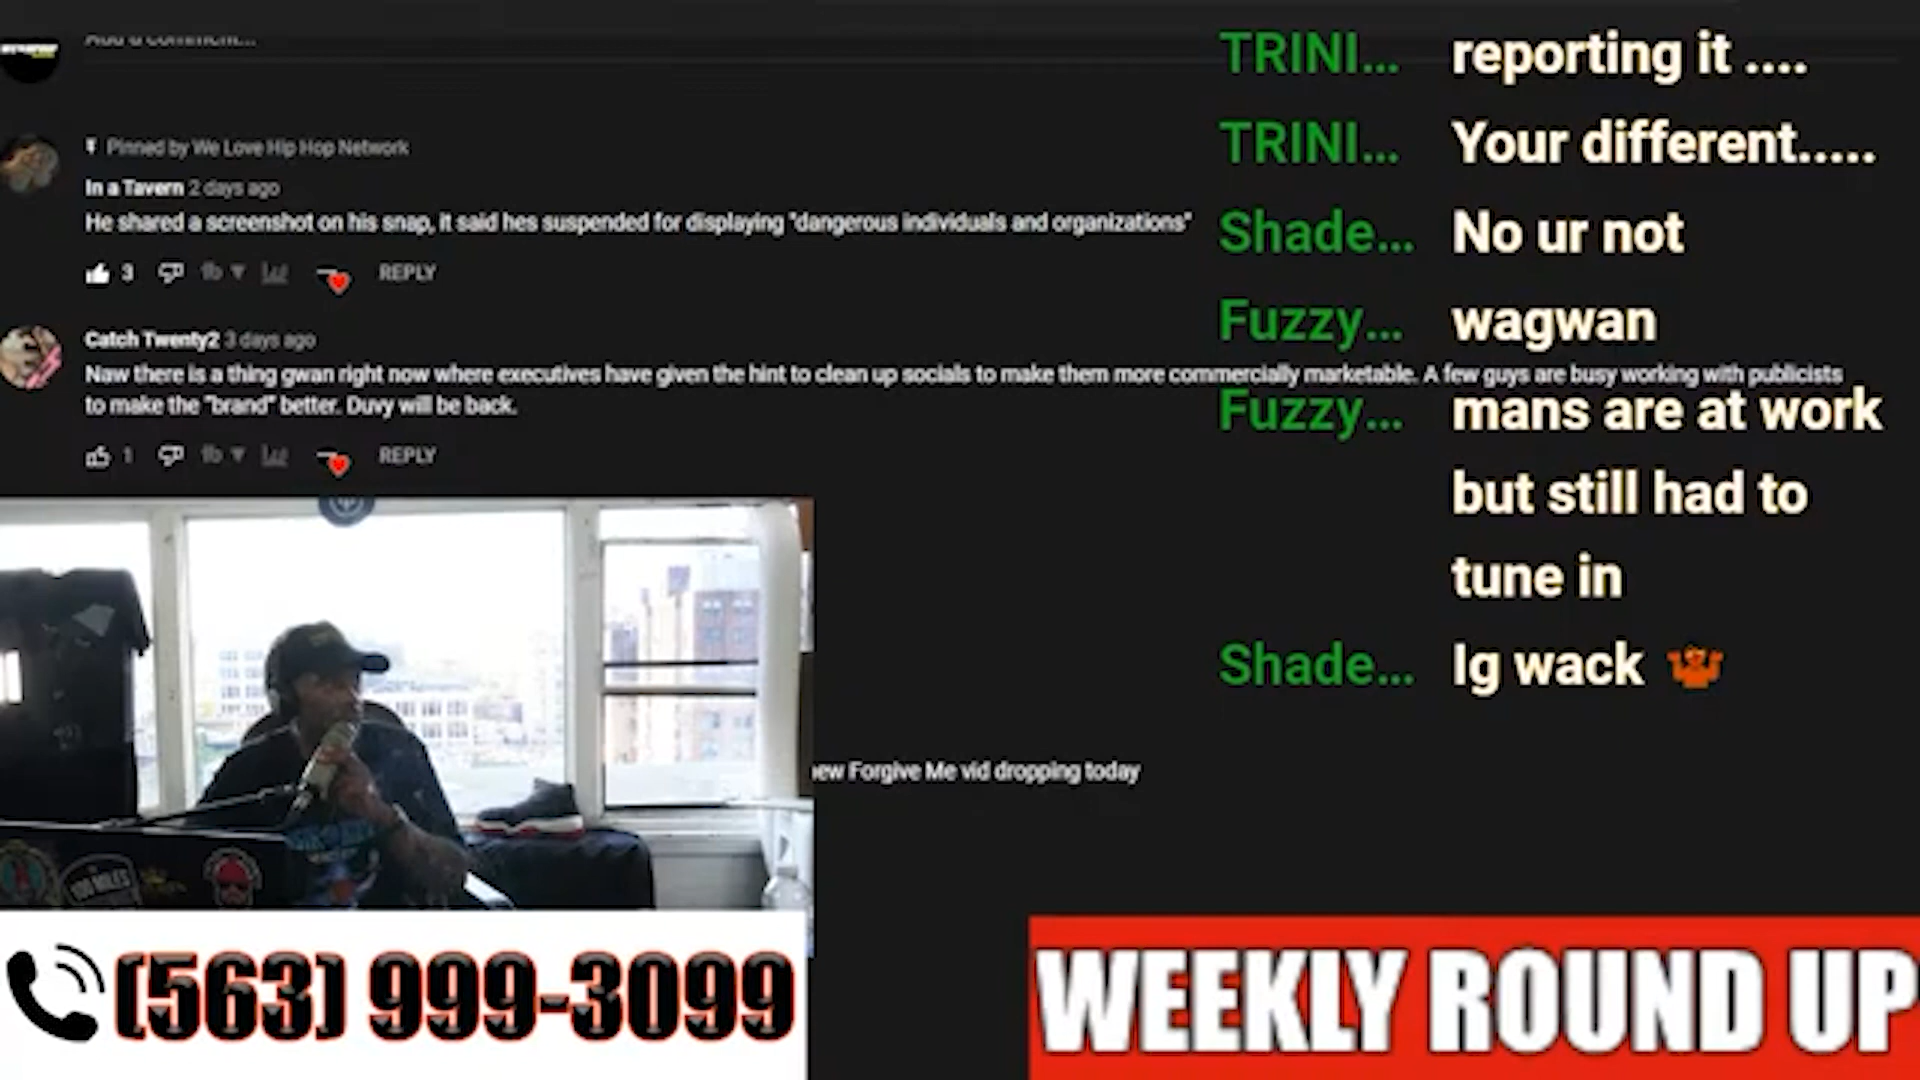 Add a comment...
Pinned by We Love Hip Hop Network
In a Tavern 2 days ago
He shared a screenshot on his snap, it said hes suspended for displaying "dangerous individuals and organizations"
3 REPLY
Catch Twenty2 3 days ago
Naw there is a thing gwan right now where executives have given the hint to clean up socials to make them more commercially marketable. A few guys are busy working with publicists
to make the "brand" better. Duvy will be back.
1 REPLY
Forgive Me vid dropping today
TRINI... reporting it ....
TRINI... Your different.....
Shade... No ur not
Fuzzy... wagwan
Fuzzy... mans are at work
but still had to
tune in
Shade... Ig wack
100 MILES
(563) 999-3099
WEEKLY ROUND UP